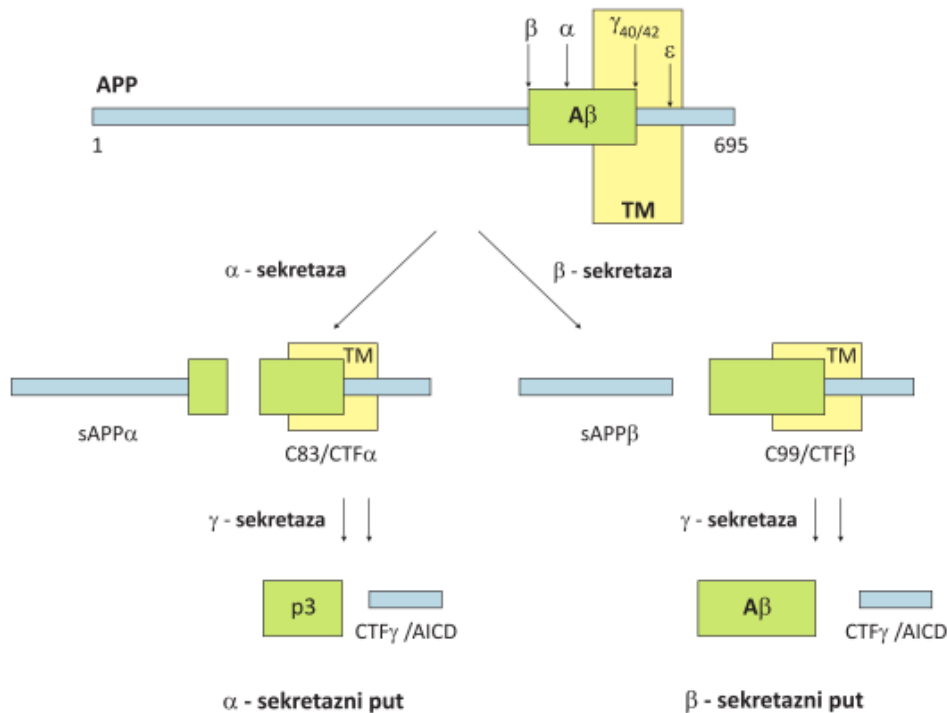 β α γ40/42
ε
APP
Aβ
1 695
TM
α - sekretaza β - sekretaza
TM TM
sAPPα sAPPβ
C83/CTFα C99/CTFβ
γ - sekretaza γ - sekretaza
p3 Aβ
CTFγ /AICD CTFγ /AICD
α - sekretazni put β - sekretazni put